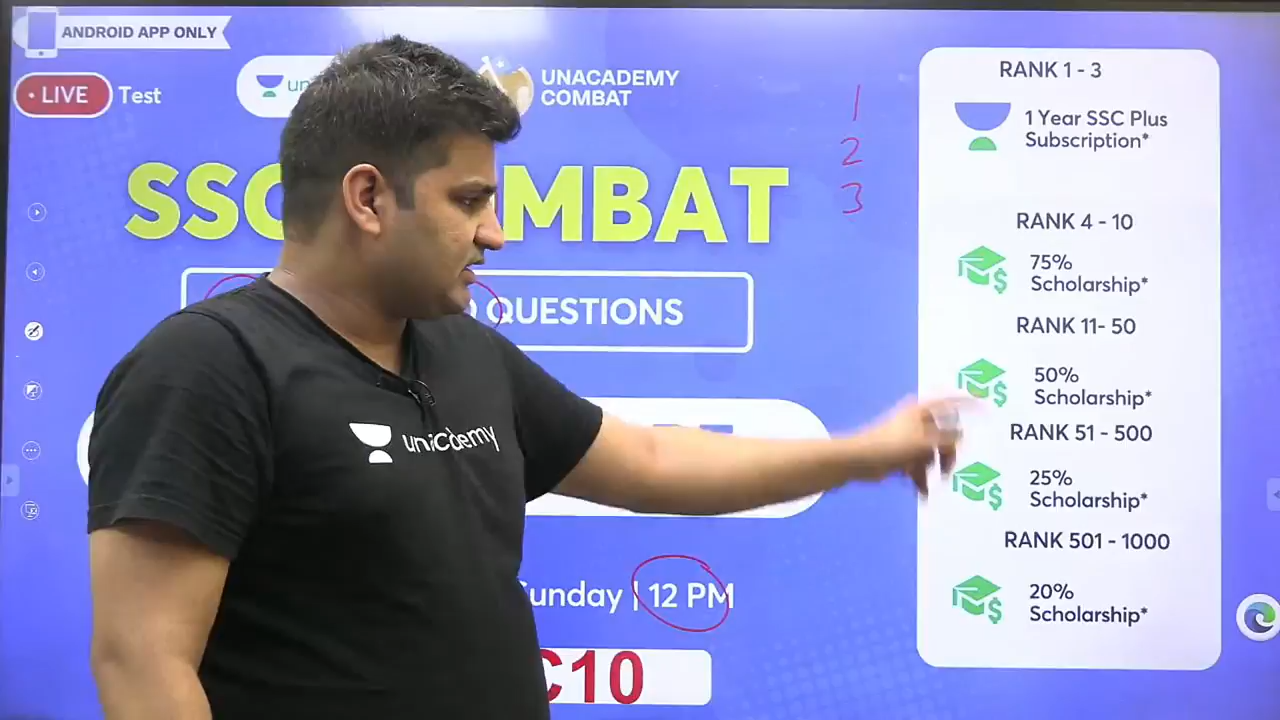 ANDROID APP ONLY
• LIVE Test
UNACADEMY
COMBAT
MBAT
QUESTIONS
| 12 PM
C10
1
2
3
RANK 1 - 3
1 Year SSC Plus
Subscription*
RANK 4 - 10
75%
Scholarship*
RANK 11- 50
50%
Scholarship*
RANK 51 - 500
25%
Scholarship*
RANK 501 - 1000
20%
Scholarship*
unacademy